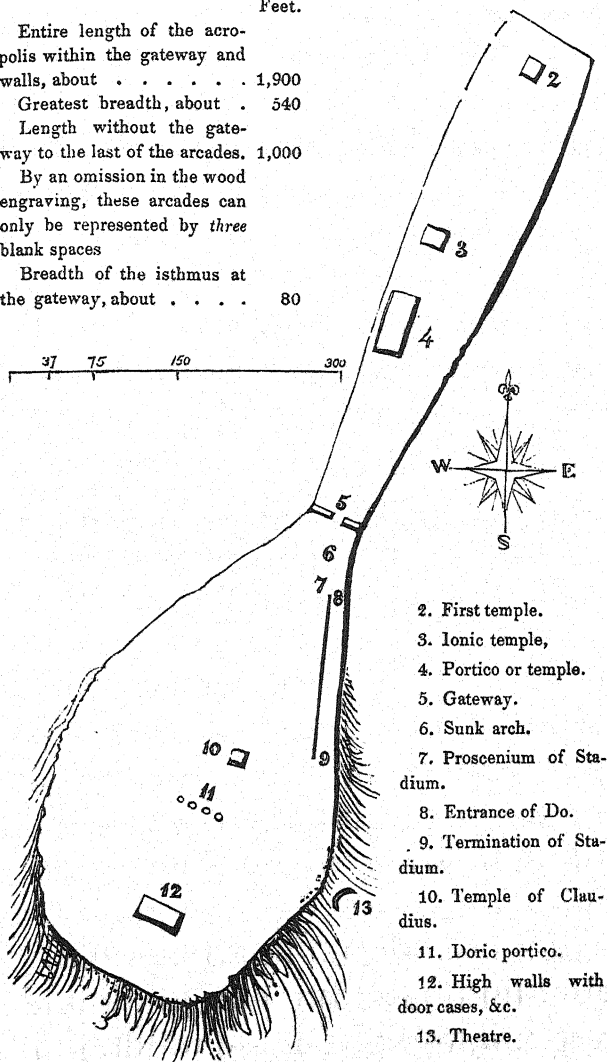 Feet.
Entire length of the acro-
polis within the gateway and
walls, about . . . . . . 1,900
Greatest breadth, about . 540
Length without the gate-
way to the last of the arcades. 1,000
By an omission in the wood
engraving, these arcades can
only be represented by three
blank spaces
Breadth of the isthmus at
the gateway, about . . . . 80
37 75 150 300
2
3
4
W E
S
5
6
7 8
9
10
11
12
13
2. First temple.
3. Ionic temple,
4. Portico or temple.
5. Gateway.
6. Sunk arch.
7. Proscenium of Sta-
dium.
8. Entrance of Do.
9. Termination of Sta-
dium.
10. Temple of Clau-
dius.
11. Doric portico.
12. High walls with
door cases, &c.
13. Theatre.